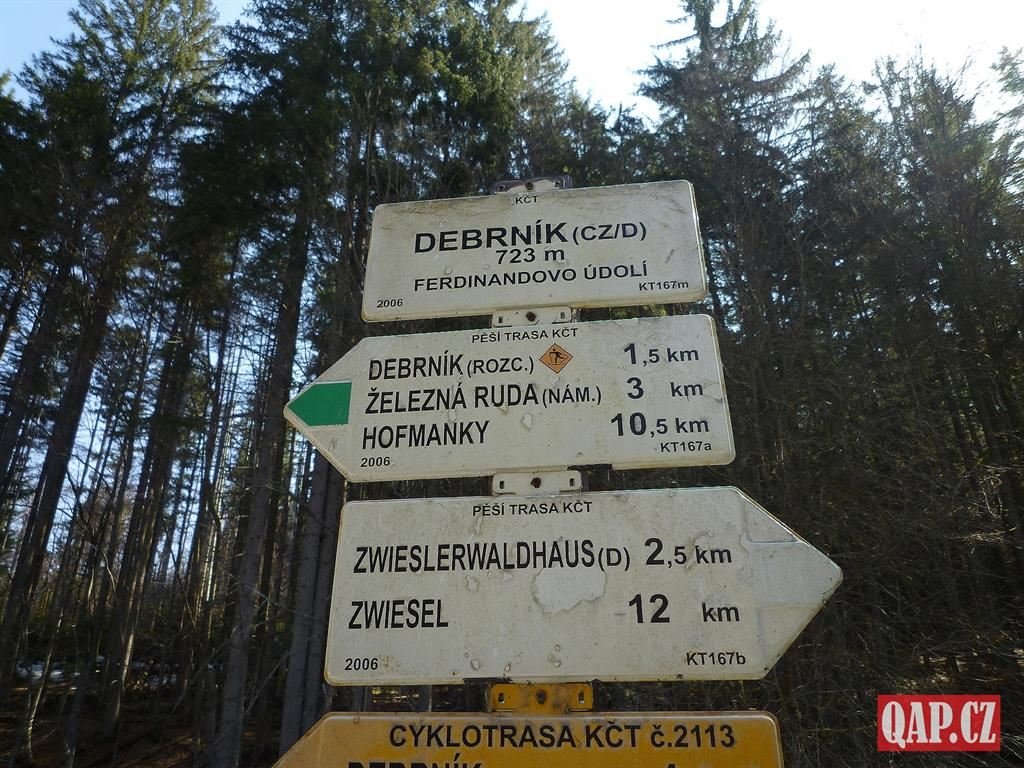 KČT
DEBRNÍK (CZ/D)
723 m
FERDINANDOVO ÚDOLÍ
2006 KT167m
PĚŠÍ TRASA KČT
DEBRNÍK (ROZC.) 1,5 km
ŽELEZNÁ RUDA (NÁM.) 3 km
HOFMANKY 10,5 km
2006 KT167a
PĚŠÍ TRASA KČT
ZWIESLERWALDHAUS (D) 2,5 km
ZWIESEL 12 km
2006 KT167b
CYKLOTRASA KČT č.2113
DEBRNÍK
QAP.CZ